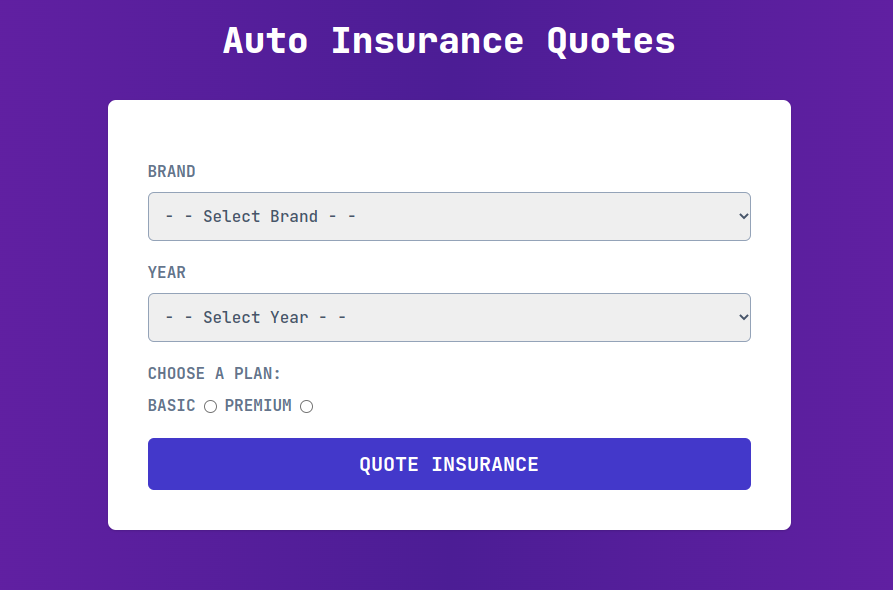 Auto Insurance Quotes
BRAND
- - Select Brand - -
YEAR
- - Select Year - -
CHOOSE A PLAN:
BASIC PREMIUM
QUOTE INSURANCE